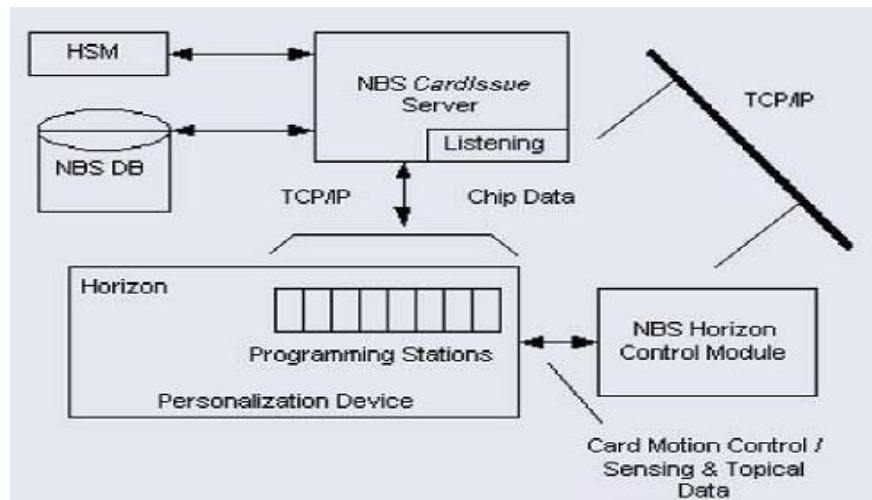 HSM
NBS CardIssue
Server
TCP/IP
Listening
NBS DB
TCP/IP
Chip Data
Horizon
NBS Horizon
Control Module
Programming Stations
Personalization Device
Card Motion Control /
Sensing & Topical
Data